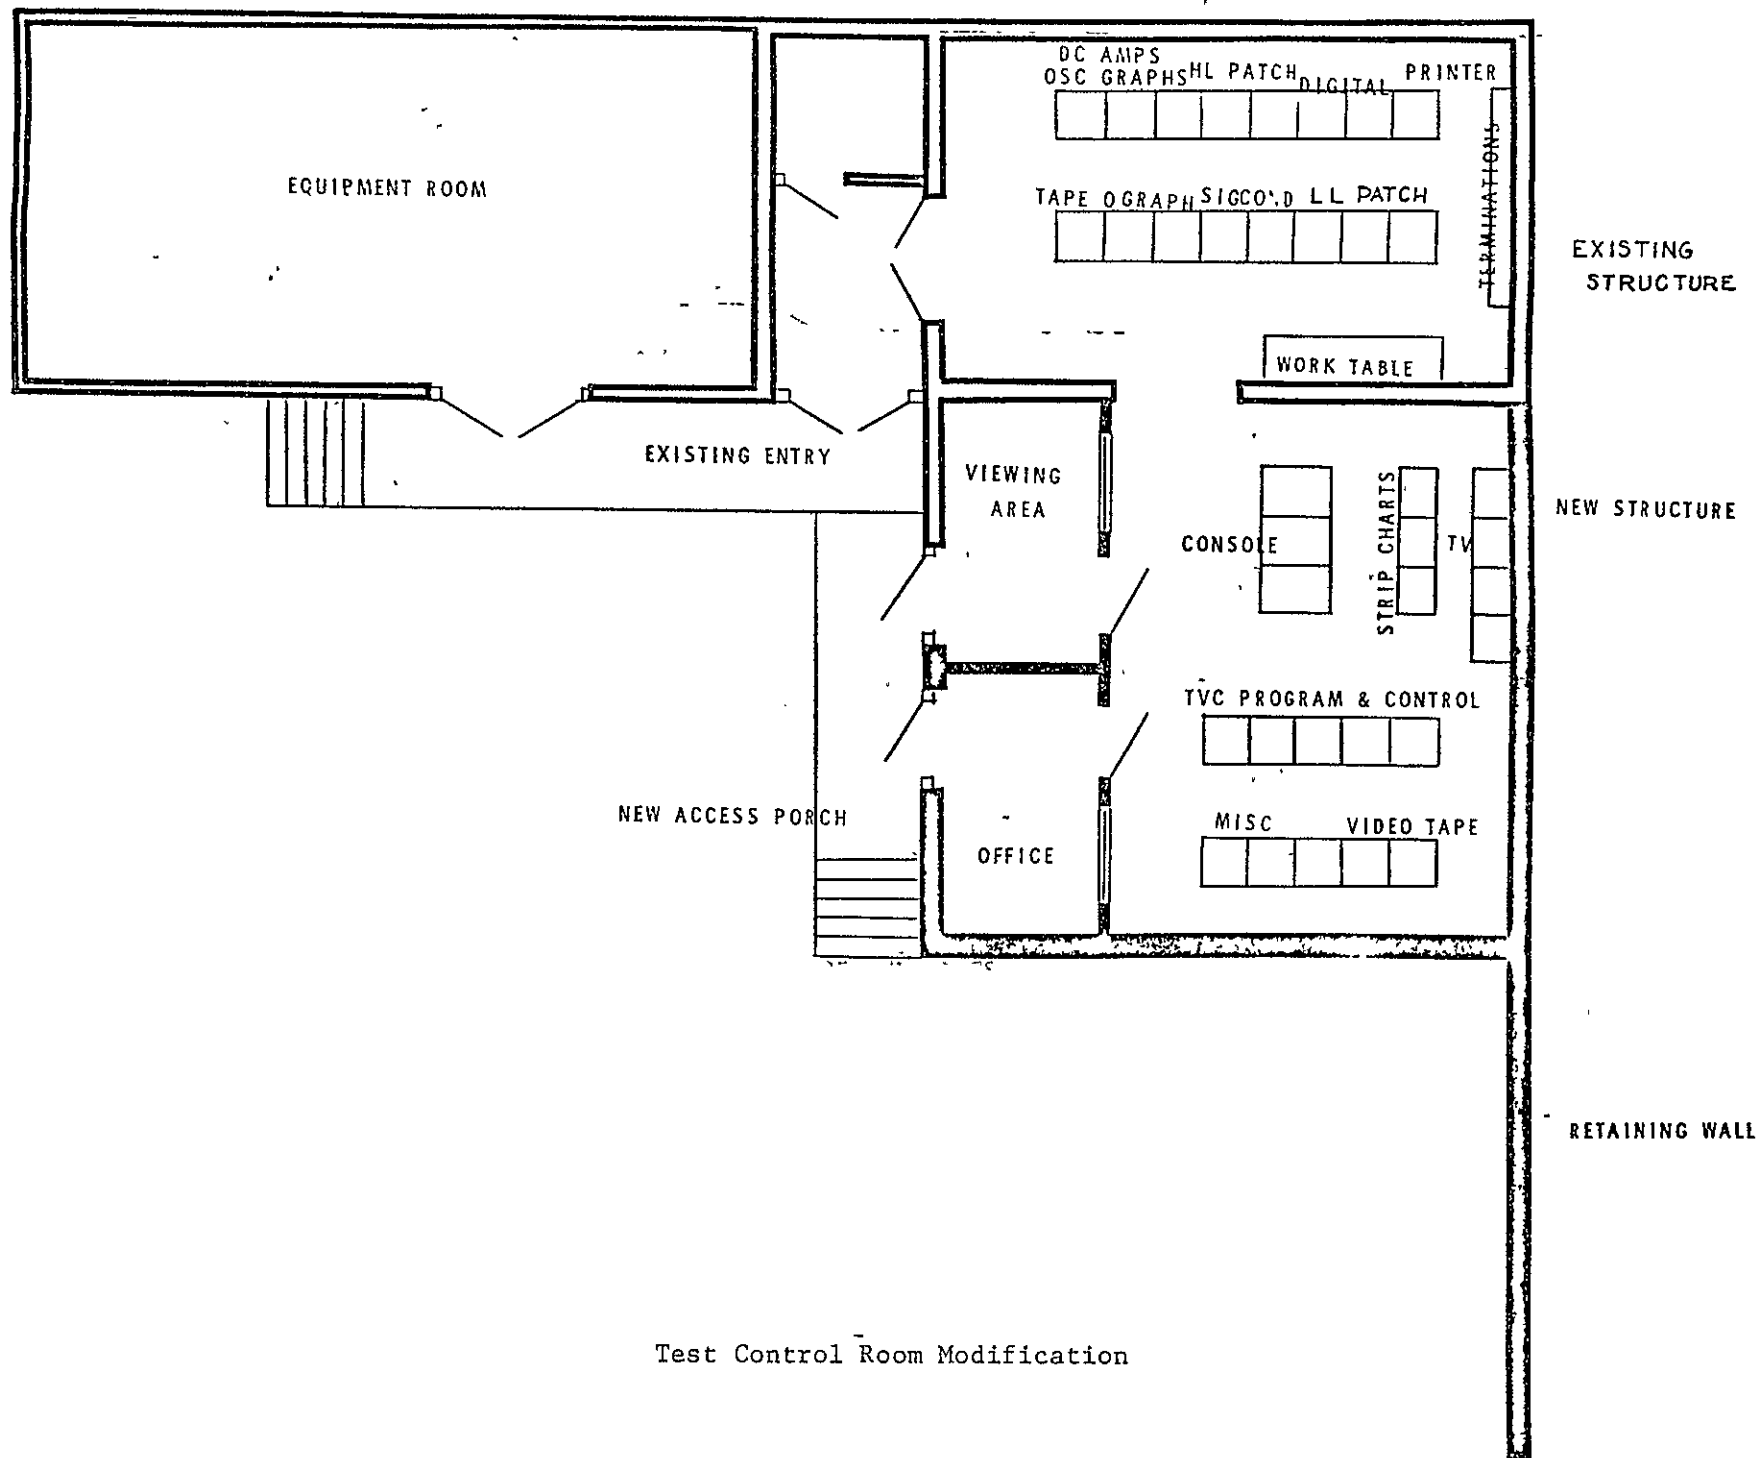 DC AMPS
OSC GRAPHS HL PATCH DIGITAL PRINTER
TERMINATIONS
EQUIPMENT ROOM
TAPE OGRAPH SIGCO'.D LL PATCH
EXISTING
STRUCTURE
WORK TABLE
EXISTING ENTRY
VIEWING
AREA
CONSOLE
STRIP CHARTS
TV
NEW STRUCTURE
TVC PROGRAM & CONTROL
NEW ACCESS PORCH
MISC VIDEO TAPE
OFFICE
RETAINING WALL
Test Control Room Modification